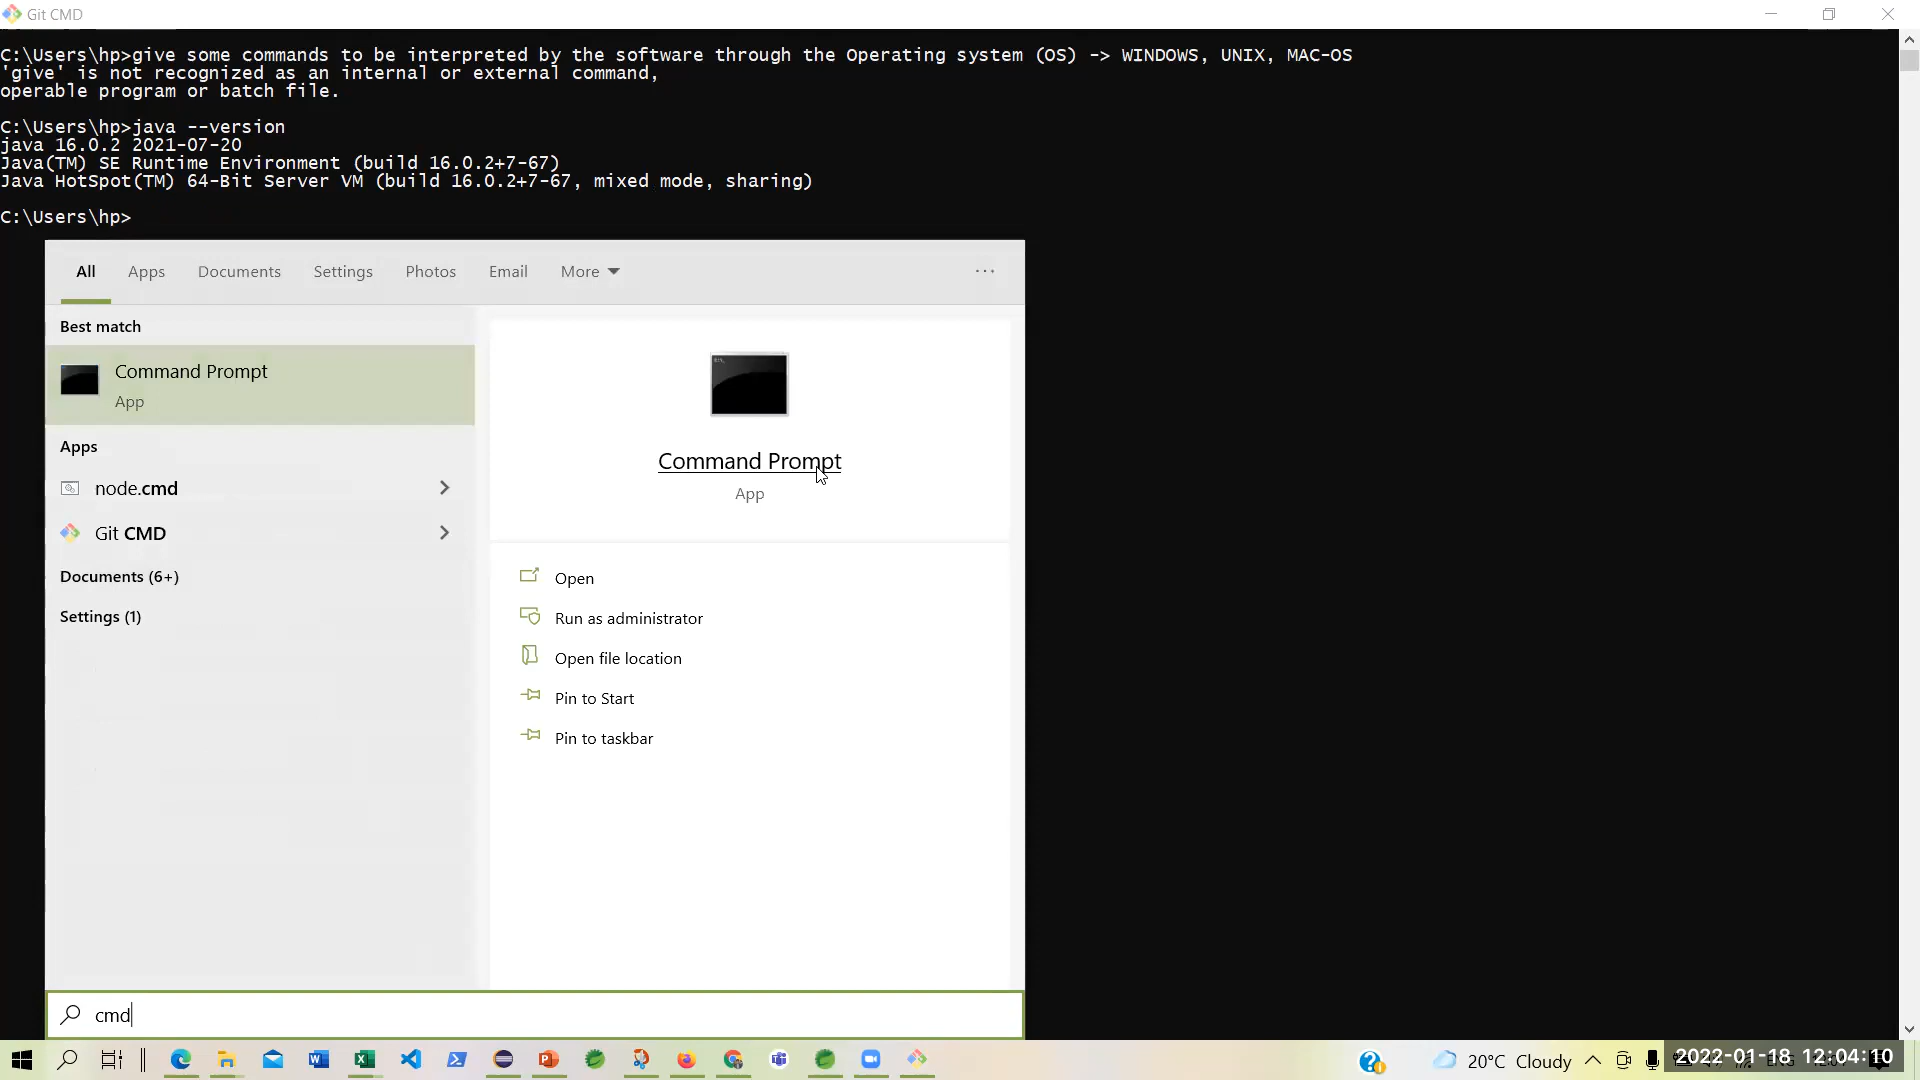 Git CMD
C:\Users\hp>give some commands to be interpreted by the software through the Operating system (OS) -> WINDOWS, UNIX, MAC-OS
'give' is not recognized as an internal or external command,
operable program or batch file.
C:\Users\hp>java --version
java 16.0.2 2021-07-20
Java(TM) SE Runtime Environment (build 16.0.2+7-67)
Java HotSpot(TM) 64-Bit Server VM (build 16.0.2+7-67, mixed mode, sharing)
C:\Users\hp>
All Apps Documents Settings Photos Email More
Best match
Command Prompt
App
Apps
node.cmd
Git CMD
Documents (6+)
Settings (1)
Command Prompt
App
Open
Run as administrator
Open file location
Pin to Start
Pin to taskbar
cmd
20°C Cloudy
2022-01-18 12:04:10